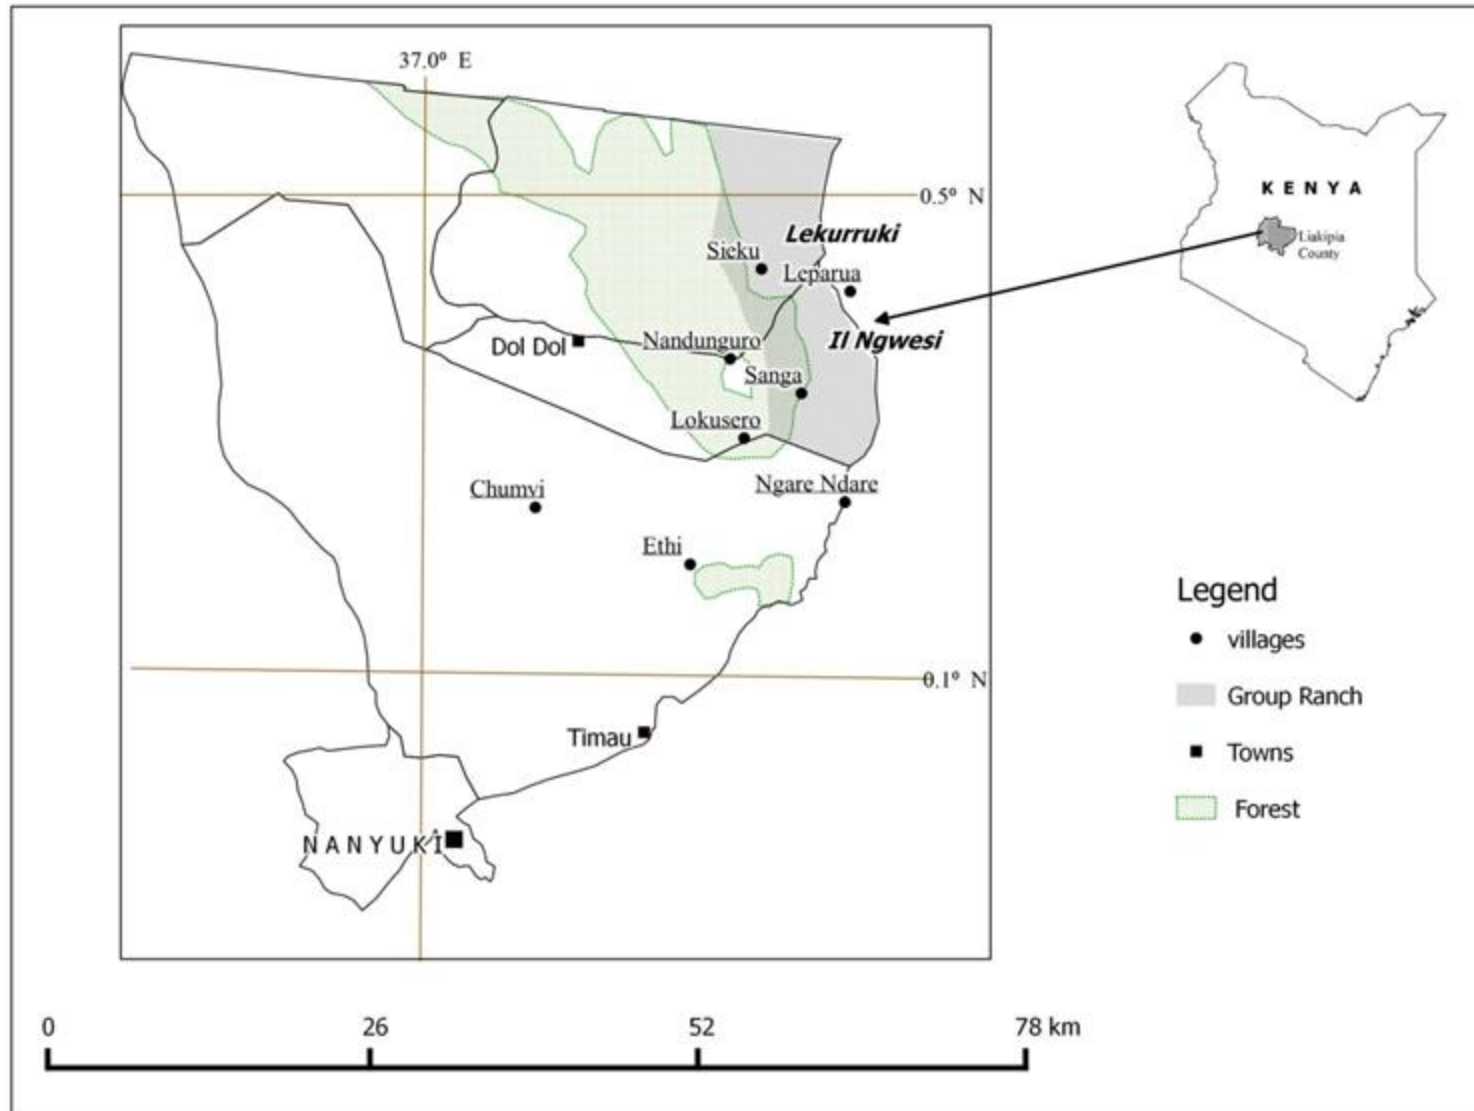 37.0° E
0.5° N
KENYA
Liakipia
County
Lekurruki
Sieku
Leparua
Il Ngwesi
Nandunguro
Dol Dol
Sanga
Lokusero
Chumvi
Ngare Ndare
Ethi
0.1° N
Timau
NANYUKI
Legend
villages
Group Ranch
Towns
Forest
0 26 52 78 km